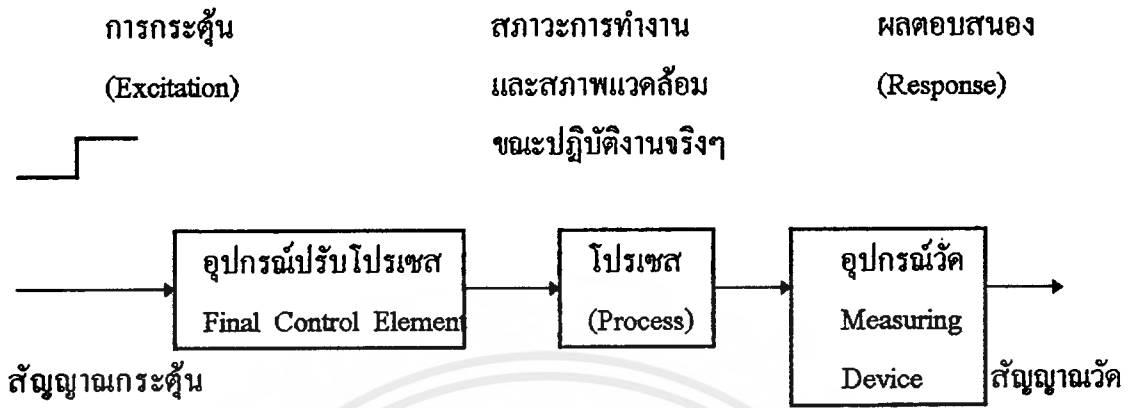 การกระตุ้น สภาวะการทำงาน ผลตอบสนอง
(Excitation) และสภาพแวดล้อม (Response)
ขณะปฏิบัติงานจริงๆ
อุปกรณ์ปรับโปรเซส โปรเซส อุปกรณ์วัด
Final Control Element (Process) Measuring
สัญญาณกระตุ้น Device สัญญาณวัด